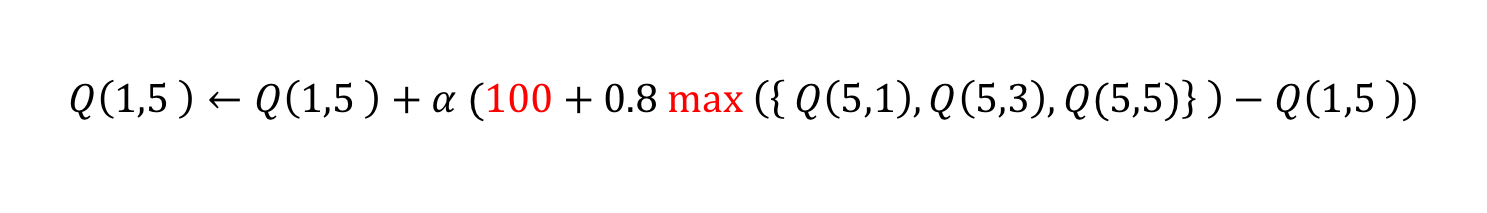 Q(1,5 ) ← Q(1,5 ) + α (100 + 0.8 max ({ Q(5,1), Q(5,3), Q(5,5)} ) − Q(1,5 ))